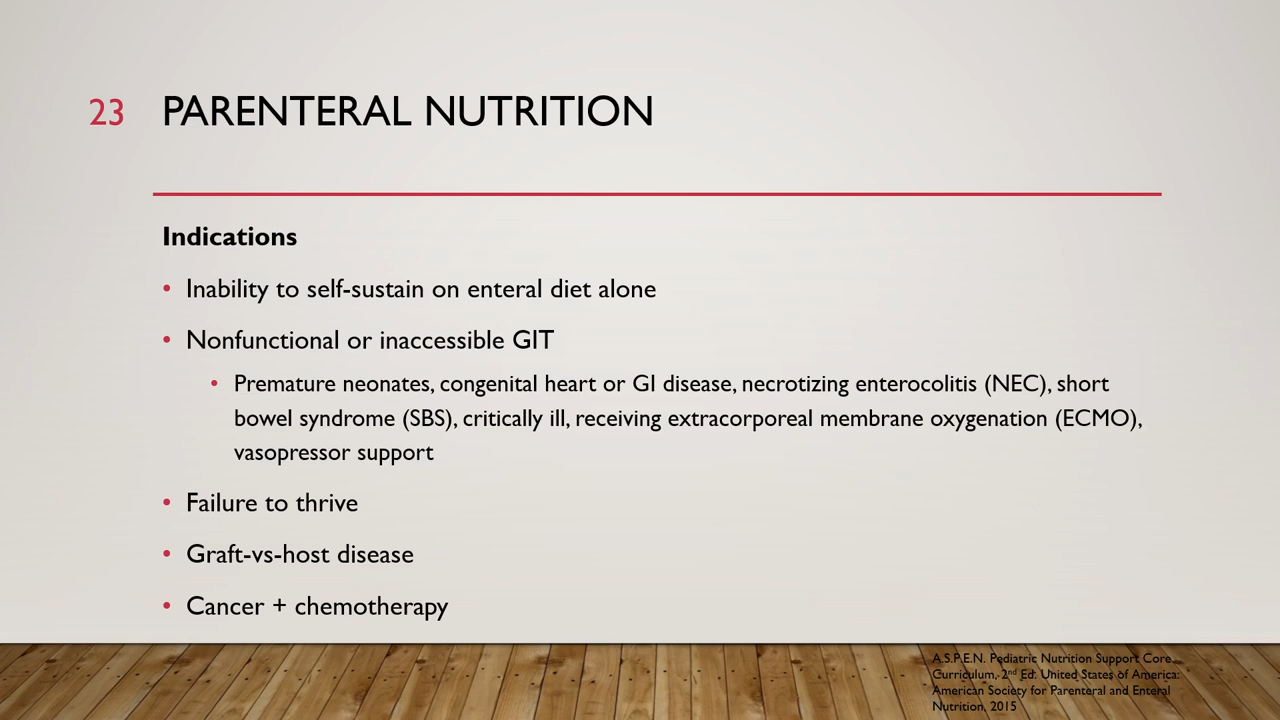 23 PARENTERAL NUTRITION
Indications
• Inability to self-sustain on enteral diet alone
• Nonfunctional or inaccessible GIT
• Premature neonates, congenital heart or GI disease, necrotizing enterocolitis (NEC), short
bowel syndrome (SBS), critically ill, receiving extracorporeal membrane oxygenation (ECMO),
vasopressor support
• Failure to thrive
• Graft-vs-host disease
• Cancer + chemotherapy
A.S.P.E.N. Pediatric Nutrition Support Core
Curriculum, 2nd Ed. United States of America:
American Society for Parenteral and Enteral
Nutrition, 2015